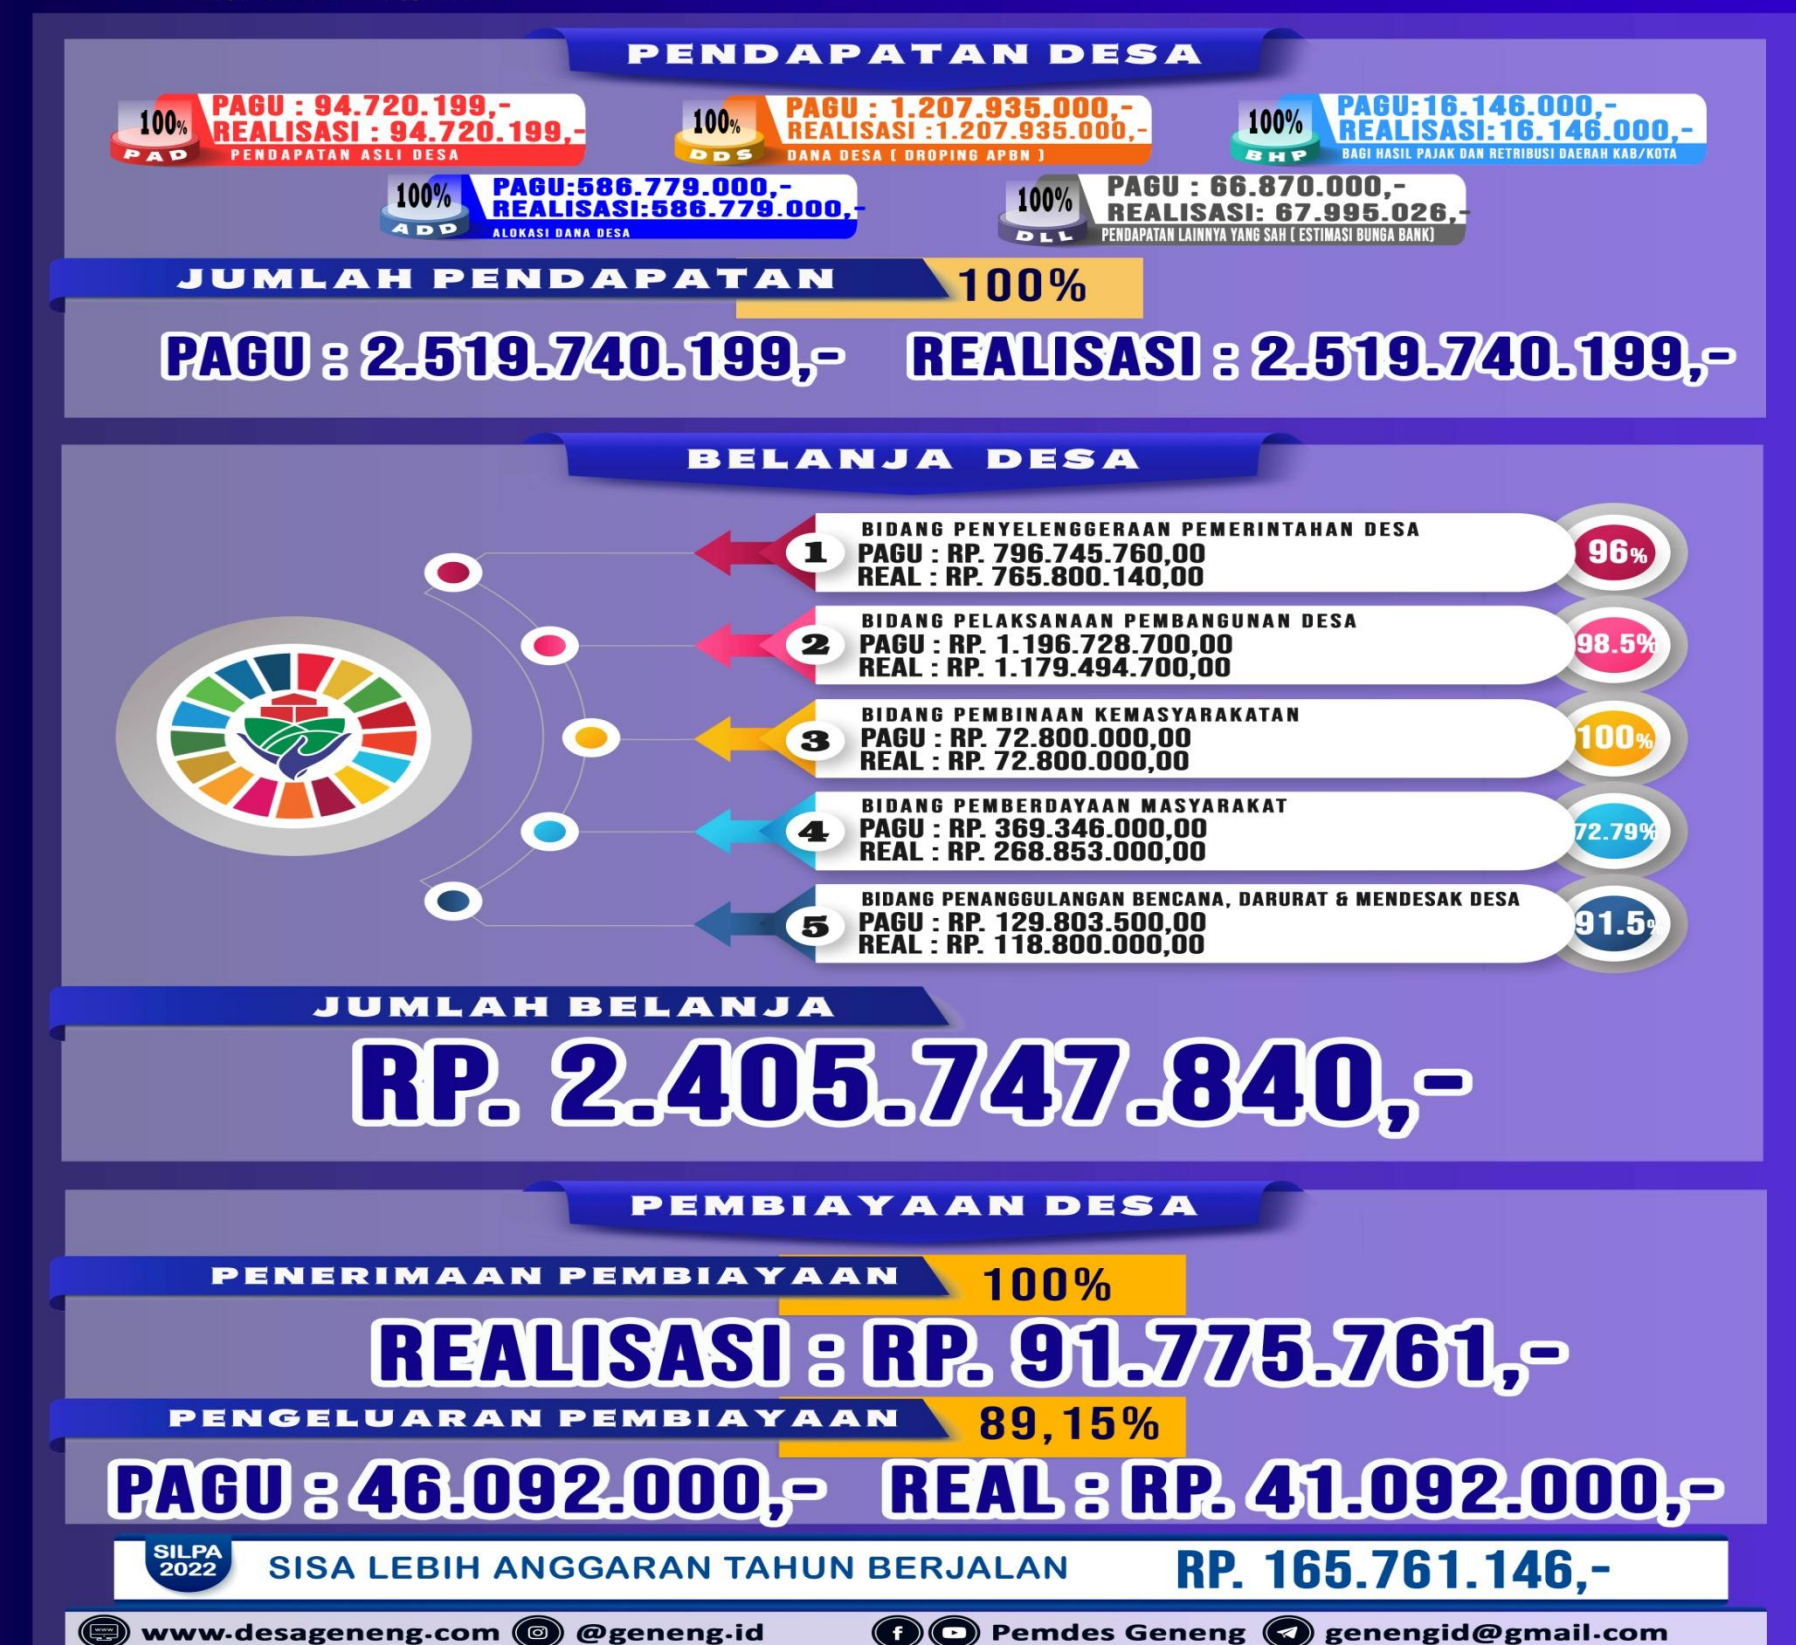 PENDAPATAN DESA
100%
PAD
PAGU : 94.720.199,-
REALISASI : 94.720.199,-
PENDAPATAN ASLI DESA
100%
DDS
PAGU : 1.207.935.000,-
REALISASI :1.207.935.000,-
DANA DESA ( DROPING APBN )
100%
BHP
PAGU:16.146.000,-
REALISASI:16.146.000,-
BAGI HASIL PAJAK DAN RETRIBUSI DAERAH KAB/KOTA
100%
ADD
PAGU:586.779.000,-
REALISASI:586.779.000,-
ALOKASI DANA DESA
100%
DLL
PAGU : 66.870.000,-
REALISASI: 67.995.026,-
PENDAPATAN LAINNYA YANG SAH ( ESTIMASI BUNGA BANK)
JUMLAH PENDAPATAN 100%
PAGU : 2.519.740.199,- REALISASI : 2.519.740.199,-
BELANJA DESA
1
BIDANG PENYELENGGERAAN PEMERINTAHAN DESA
PAGU : RP. 796.745.760,00
REAL : RP. 765.800.140,00
96%
2
BIDANG PELAKSANAAN PEMBANGUNAN DESA
PAGU : RP. 1.196.728.700,00
REAL : RP. 1.179.494.700,00
98.5%
3
BIDANG PEMBINAAN KEMASYARAKATAN
PAGU : RP. 72.800.000,00
REAL : RP. 72.800.000,00
100%
4
BIDANG PEMBERDAYAAN MASYARAKAT
PAGU : RP. 369.346.000,00
REAL : RP. 268.853.000,00
72.79%
5
BIDANG PENANGGULANGAN BENCANA, DARURAT & MENDESAK DESA
PAGU : RP. 129.803.500,00
REAL : RP. 118.800.000,00
91.5%
JUMLAH BELANJA
RP. 2.405.747.840,-
PEMBIAYAAN DESA
PENERIMAAN PEMBIAYAAN 100%
REALISASI : RP. 91.775.761,-
PENGELUARAN PEMBIAYAAN 89,15%
PAGU : 46.092.000,- REAL : RP. 41.092.000,-
SILPA
2022
SISA LEBIH ANGGARAN TAHUN BERJALAN RP. 165.761.146,-
www.desageneng.com @geneng.id Pemdes Geneng genengid@gmail.com